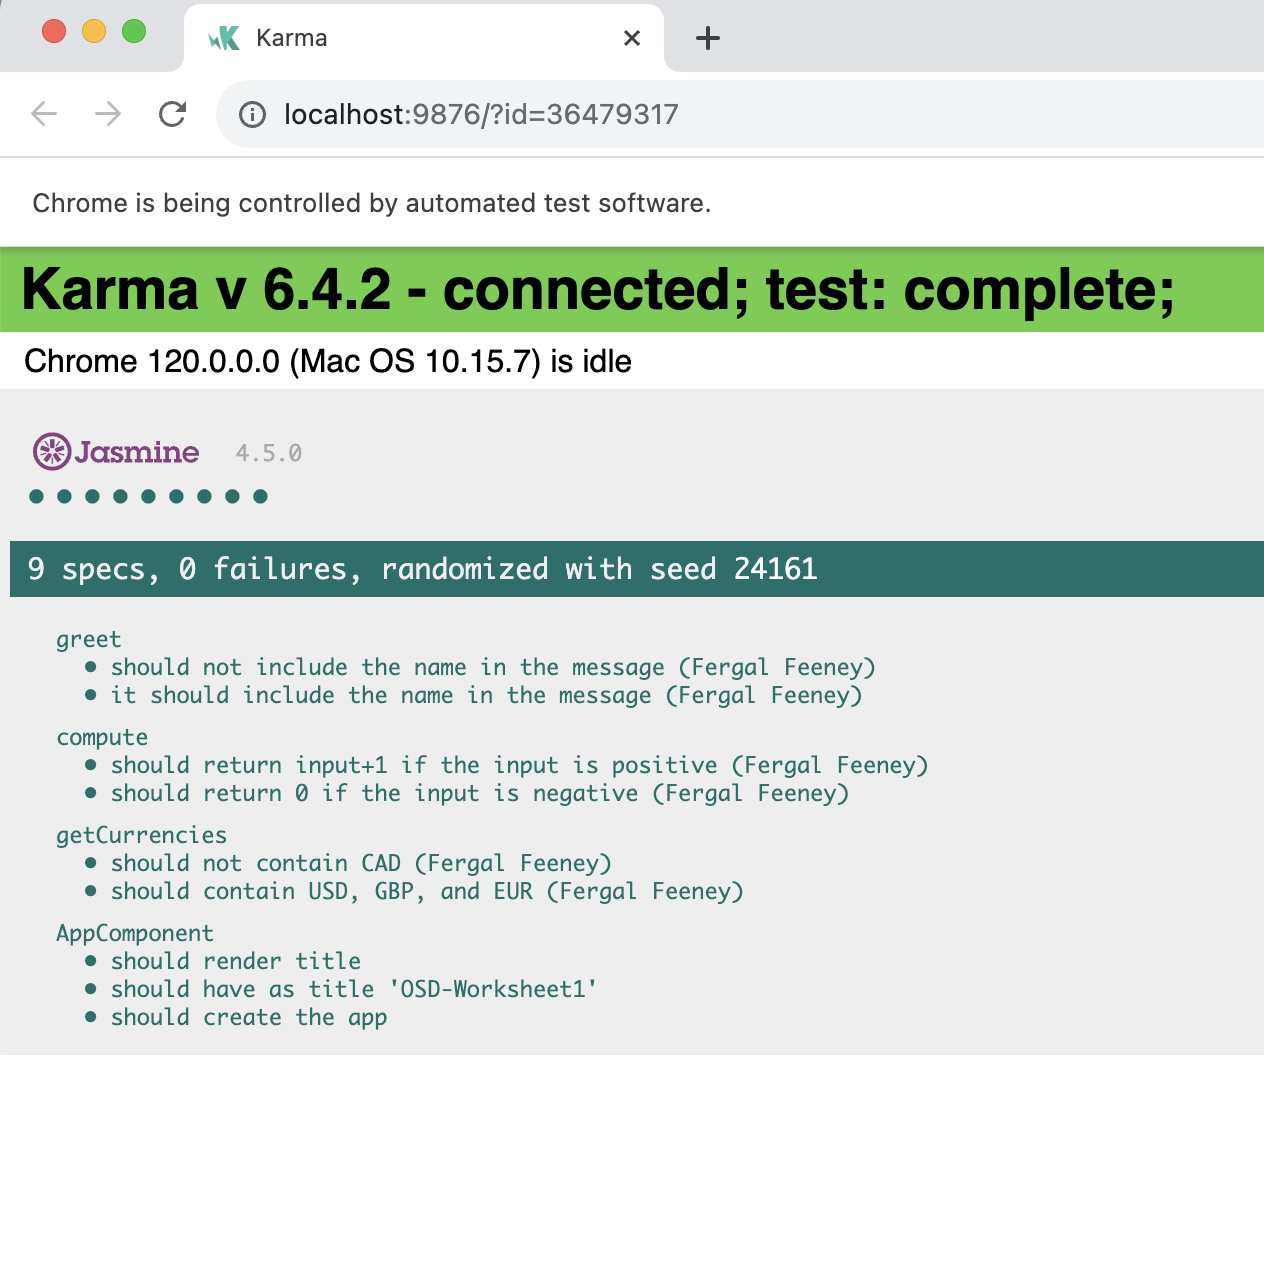 Karma
localhost:9876/?id=36479317
Chrome is being controlled by automated test software.
Karma v 6.4.2 - connected; test: complete;
Chrome 120.0.0.0 (Mac OS 10.15.7) is idle
Jasmine 4.5.0
9 specs, 0 failures, randomized with seed 24161
greet
• should not include the name in the message (Fergal Feeney)
• it should include the name in the message (Fergal Feeney)
compute
• should return input+1 if the input is positive (Fergal Feeney)
• should return 0 if the input is negative (Fergal Feeney)
getCurrencies
• should not contain CAD (Fergal Feeney)
• should contain USD, GBP, and EUR (Fergal Feeney)
AppComponent
• should render title
• should have as title 'OSD-Worksheet1'
• should create the app